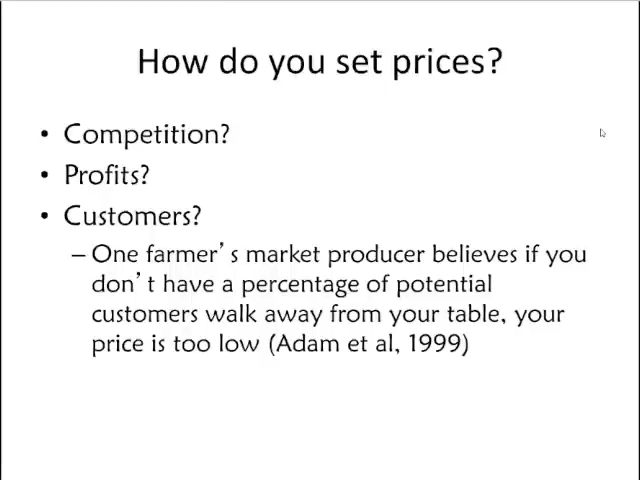 How do you set prices?
• Competition?
• Profits?
• Customers?
– One farmer's market producer believes if you
don't have a percentage of potential
customers walk away from your table, your
price is too low (Adam et al, 1999)